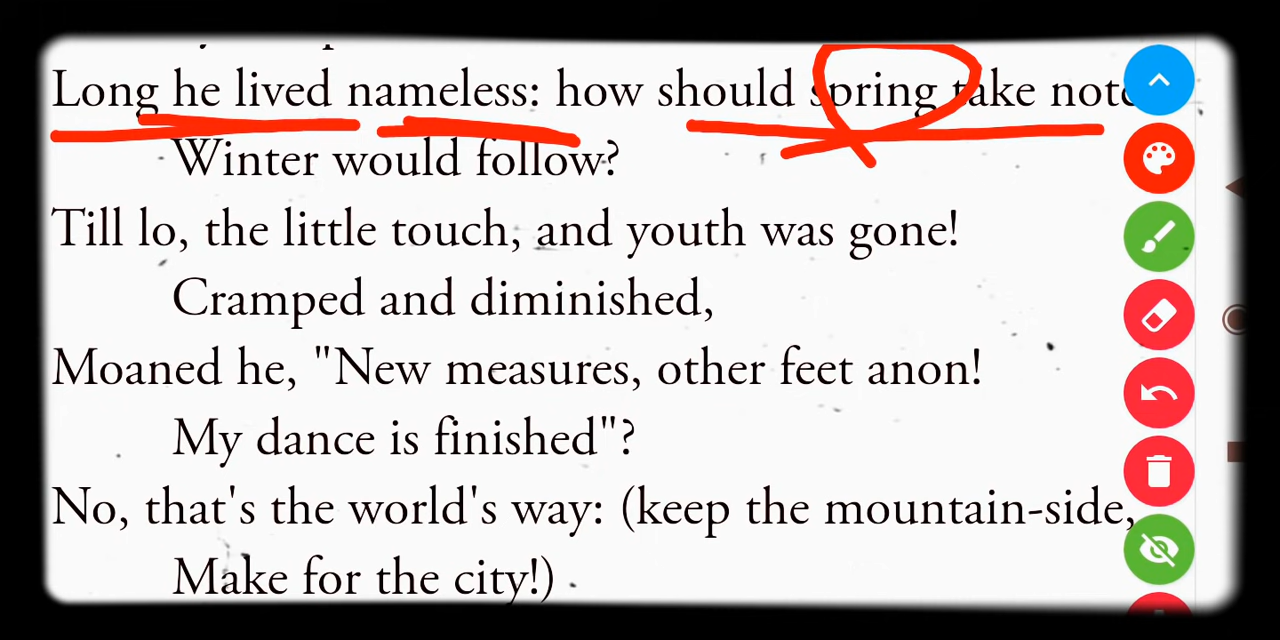 Long he lived nameless: how should spring take note
Winter would follow?
Till lo, the little touch, and youth was gone!
Cramped and diminished,
Moaned he, "New measures, other feet anon!
My dance is finished"?
No, that's the world's way: (keep the mountain-side,
Make for the city!)